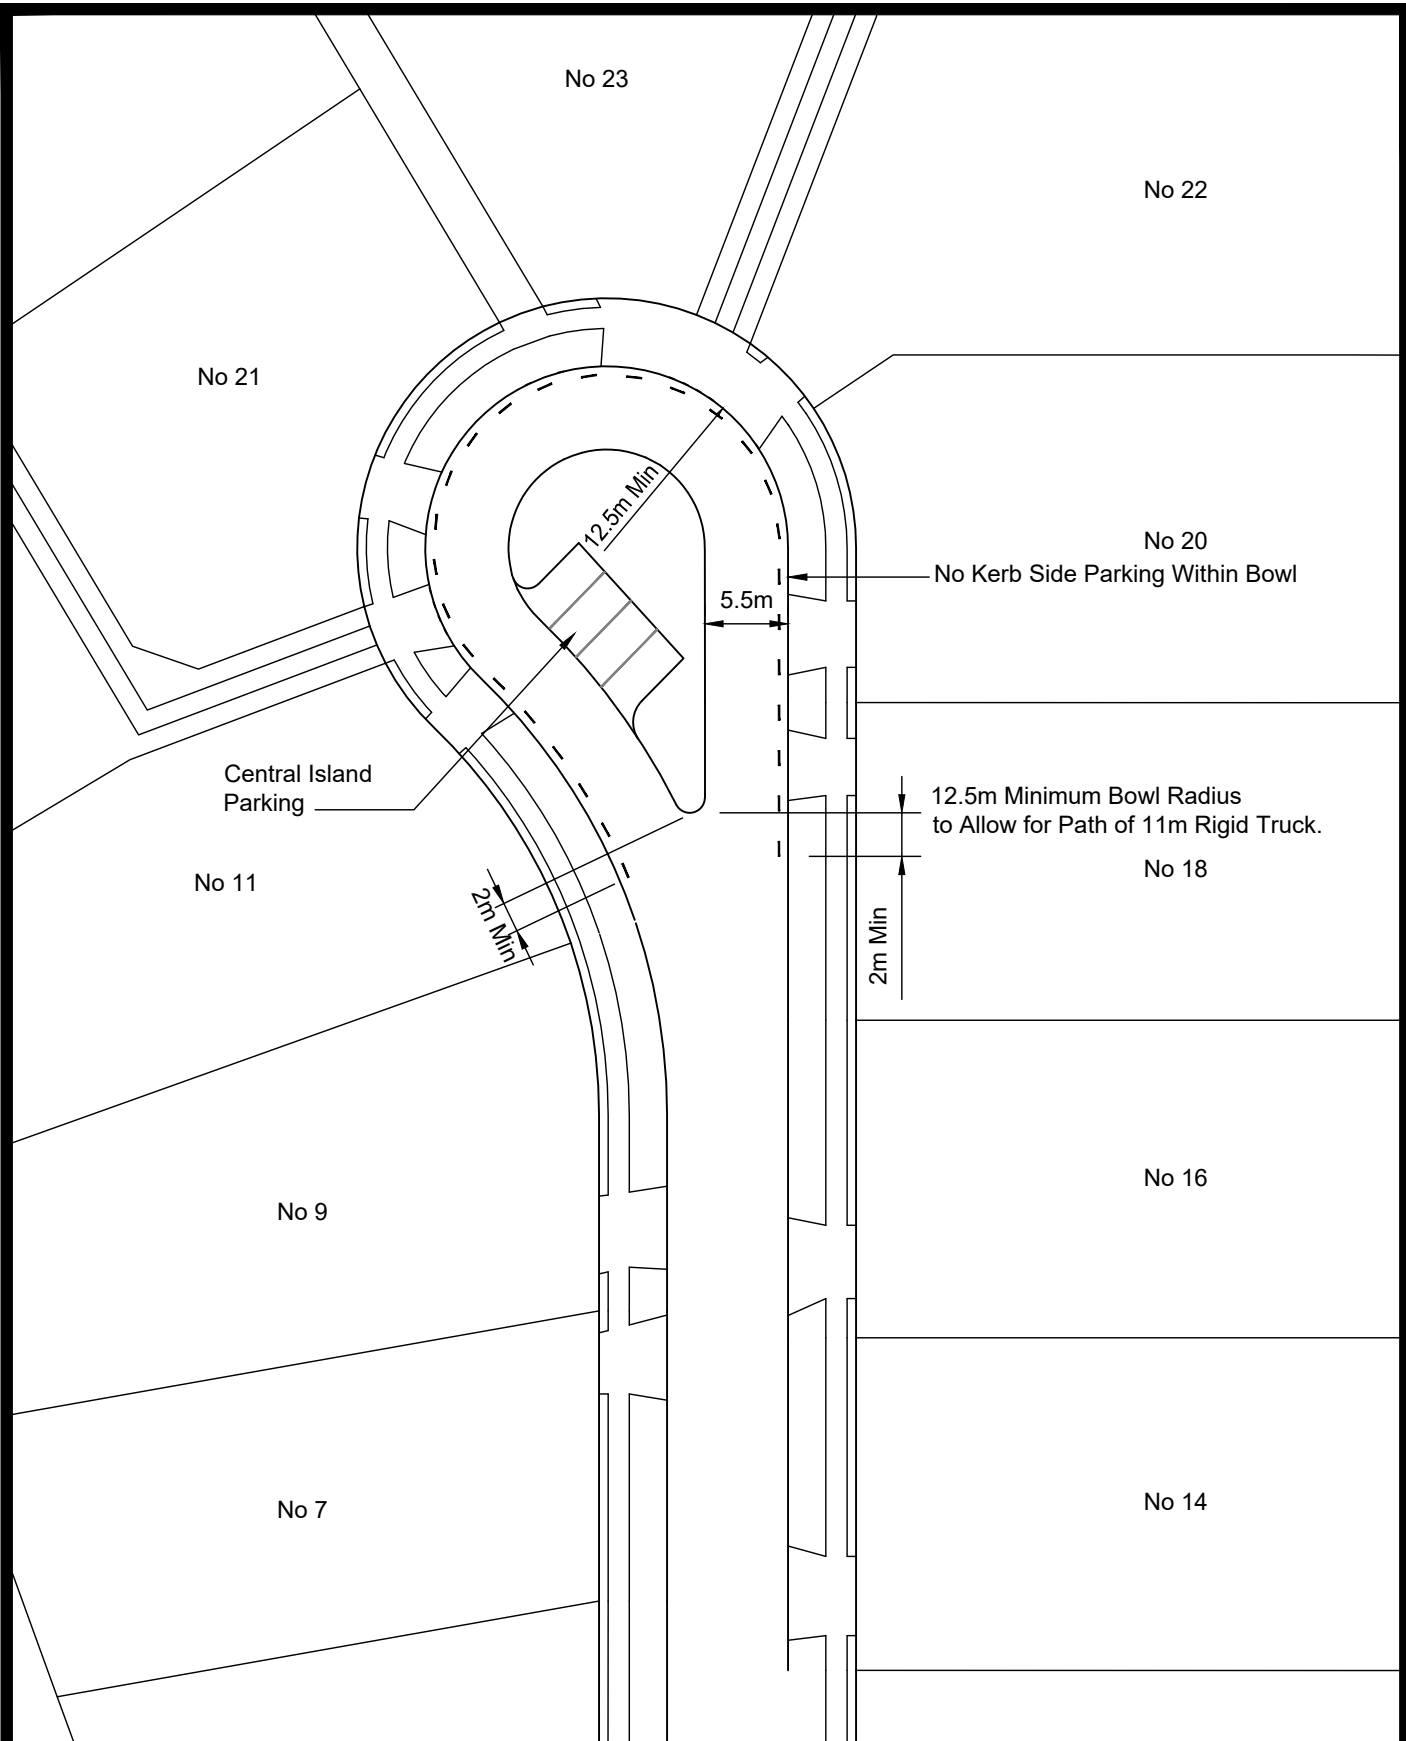 No 23
No 22
No 21
12.5m Min
No 20
No Kerb Side Parking Within Bowl
5.5m
Central Island
Parking
12.5m Minimum Bowl Radius
to Allow for Path of 11m Rigid Truck.
No 18
No 11
2m Min
2m Min
No 16
No 9
No 14
No 7